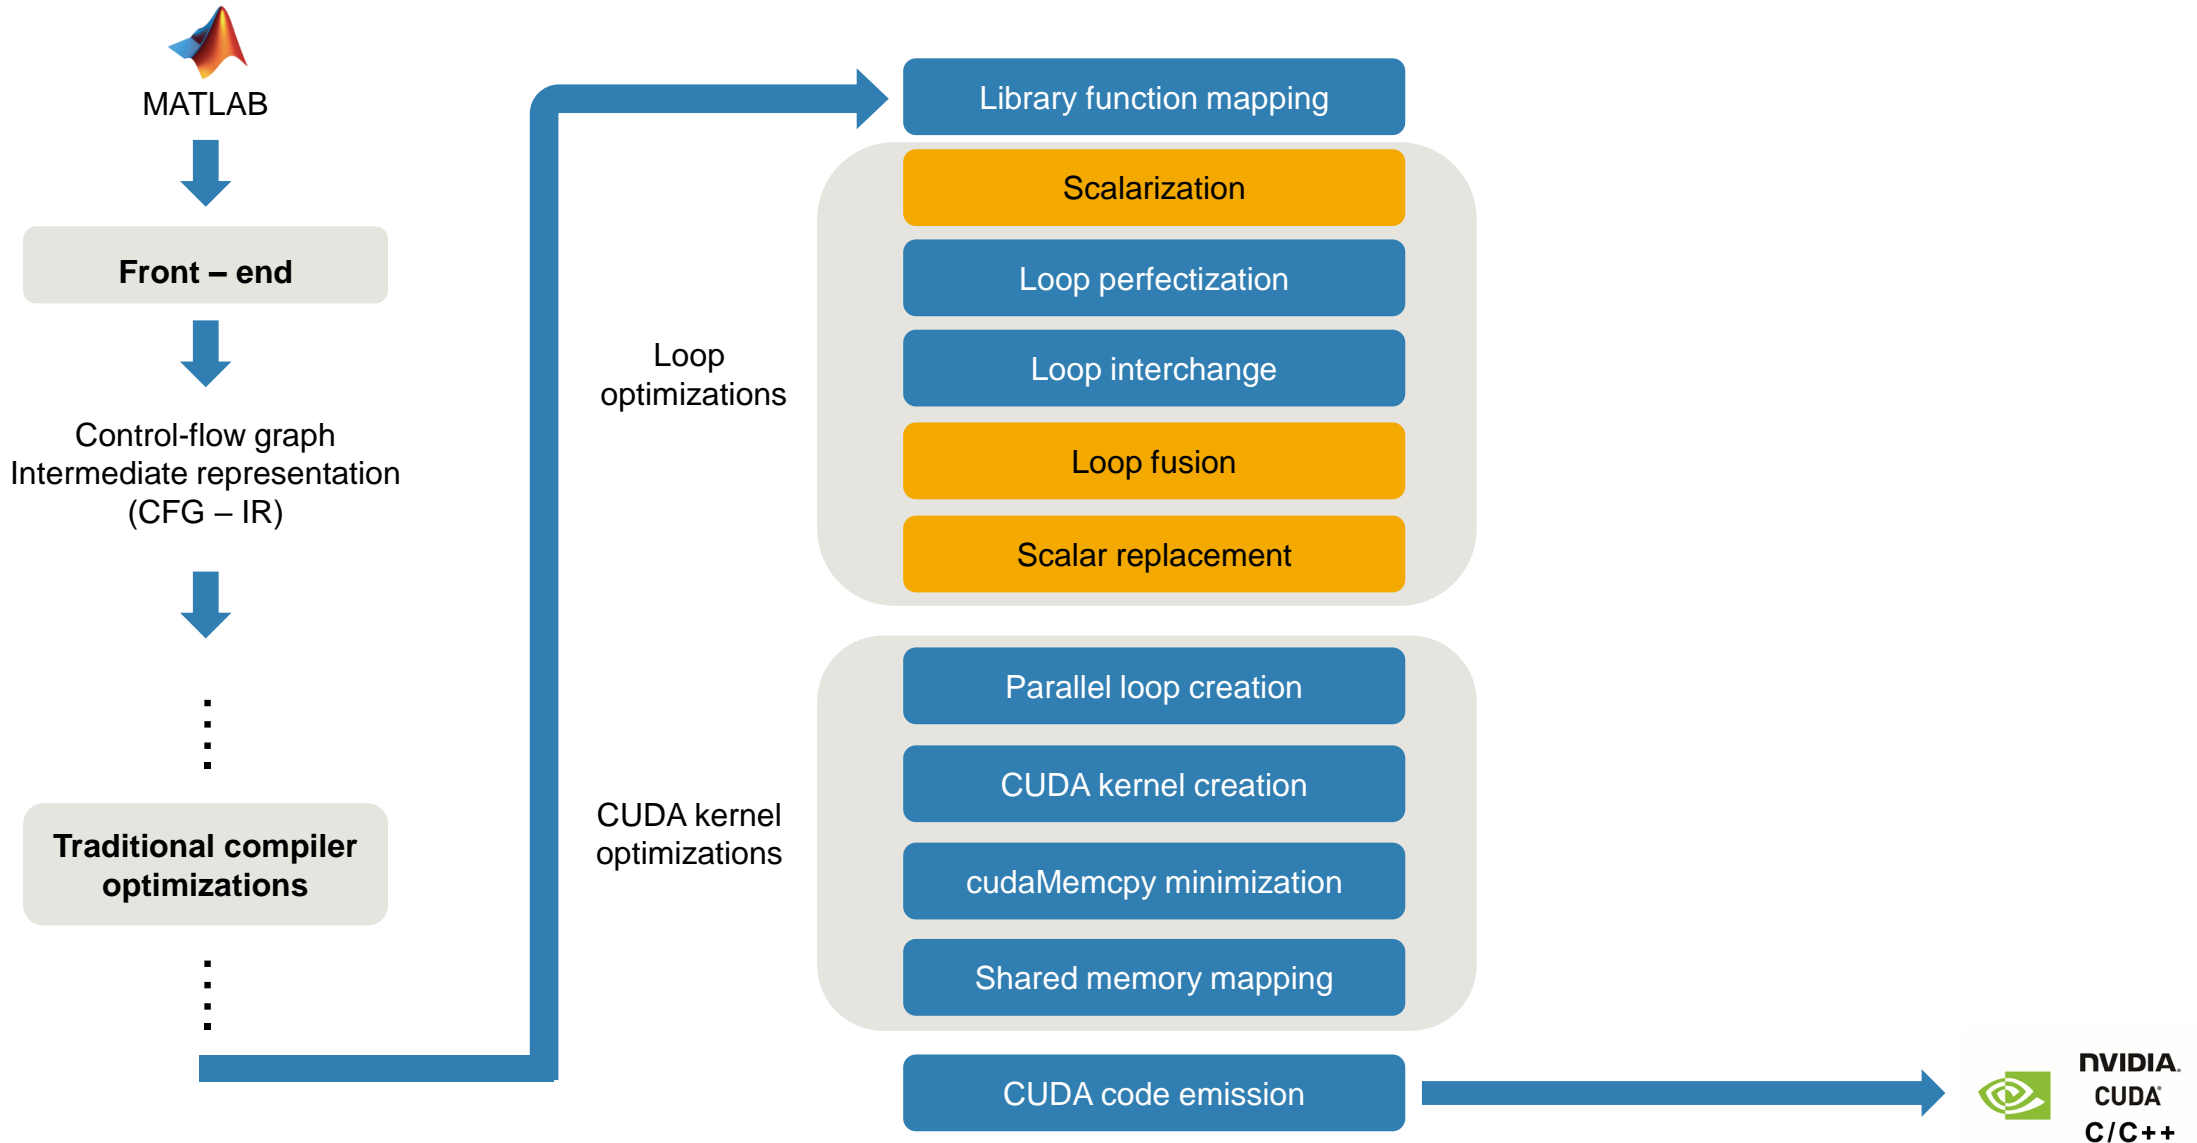 MATLAB
Front – end
Control-flow graph
Intermediate representation
(CFG – IR)
Traditional compiler
optimizations
Library function mapping
Loop
optimizations
Scalarization
Loop perfectization
Loop interchange
Loop fusion
Scalar replacement
CUDA kernel
optimizations
Parallel loop creation
CUDA kernel creation
cudaMemcpy minimization
Shared memory mapping
CUDA code emission
NVIDIA.
CUDA®
C/C++